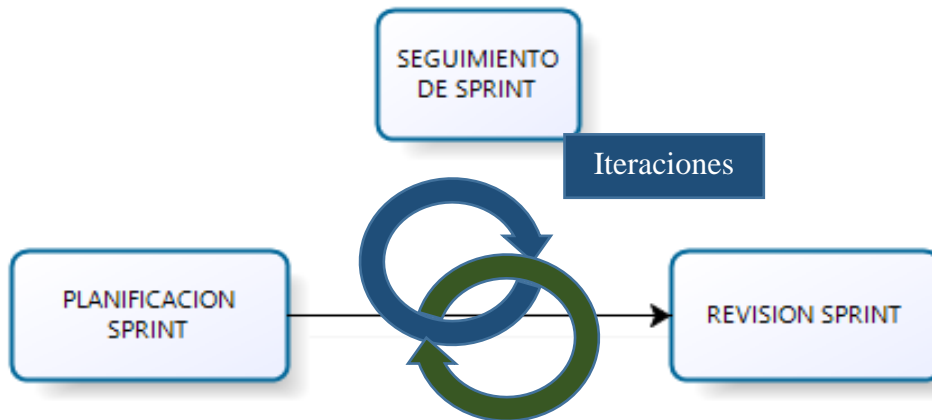 SEGUIMIENTO
DE SPRINT
Iteraciones
PLANIFICACION
SPRINT
REVISION SPRINT